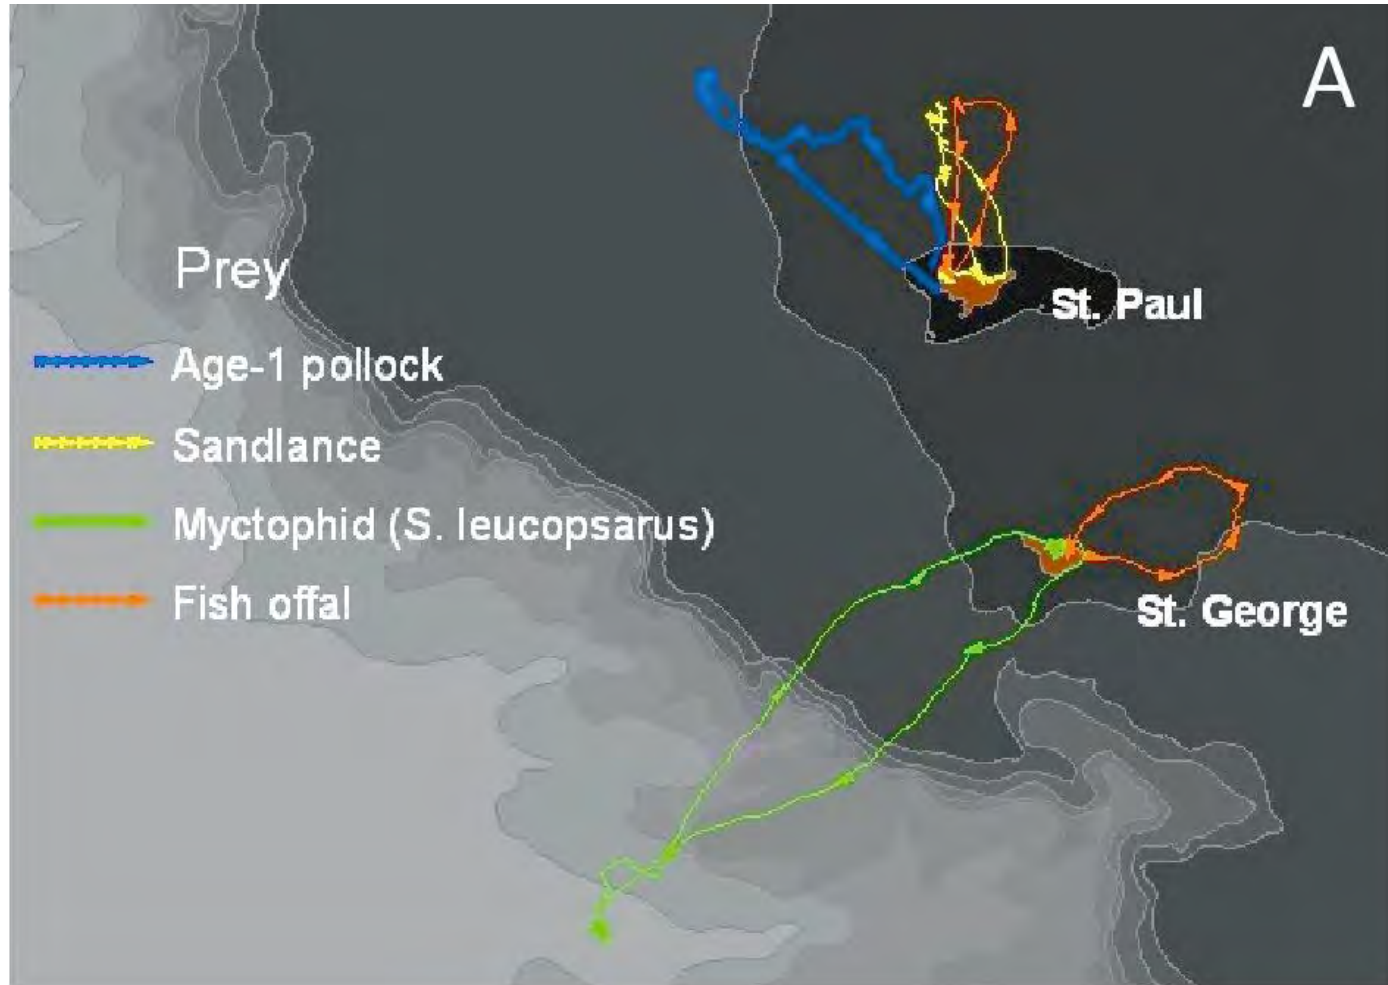 A
Prey
Age-1 pollock
Sandlance
Myctophid (S. leucopsarus)
Fish offal
St. Paul
St. George